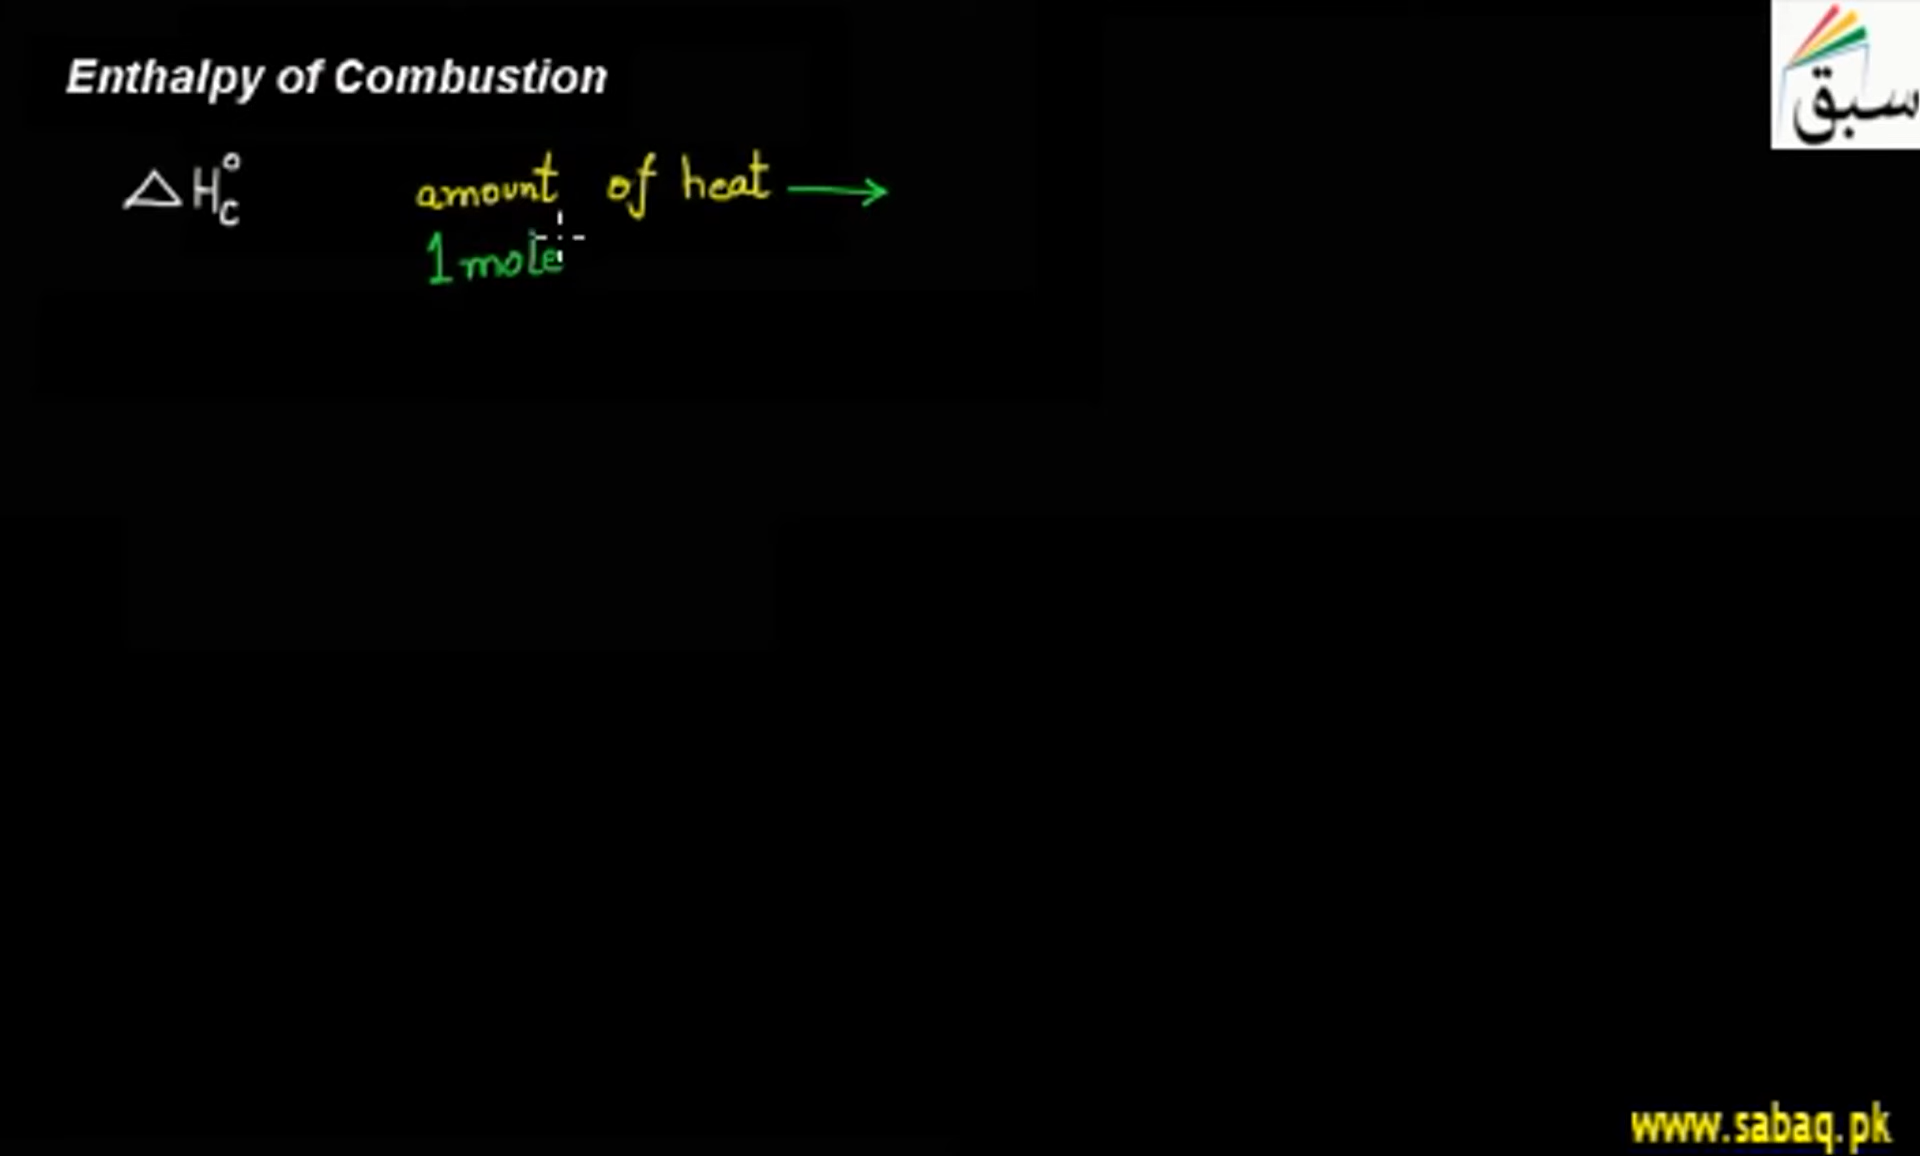 Enthalpy of Combustion
سبق
△H°c amount of heat →
1 mole
www.sabaq.pk